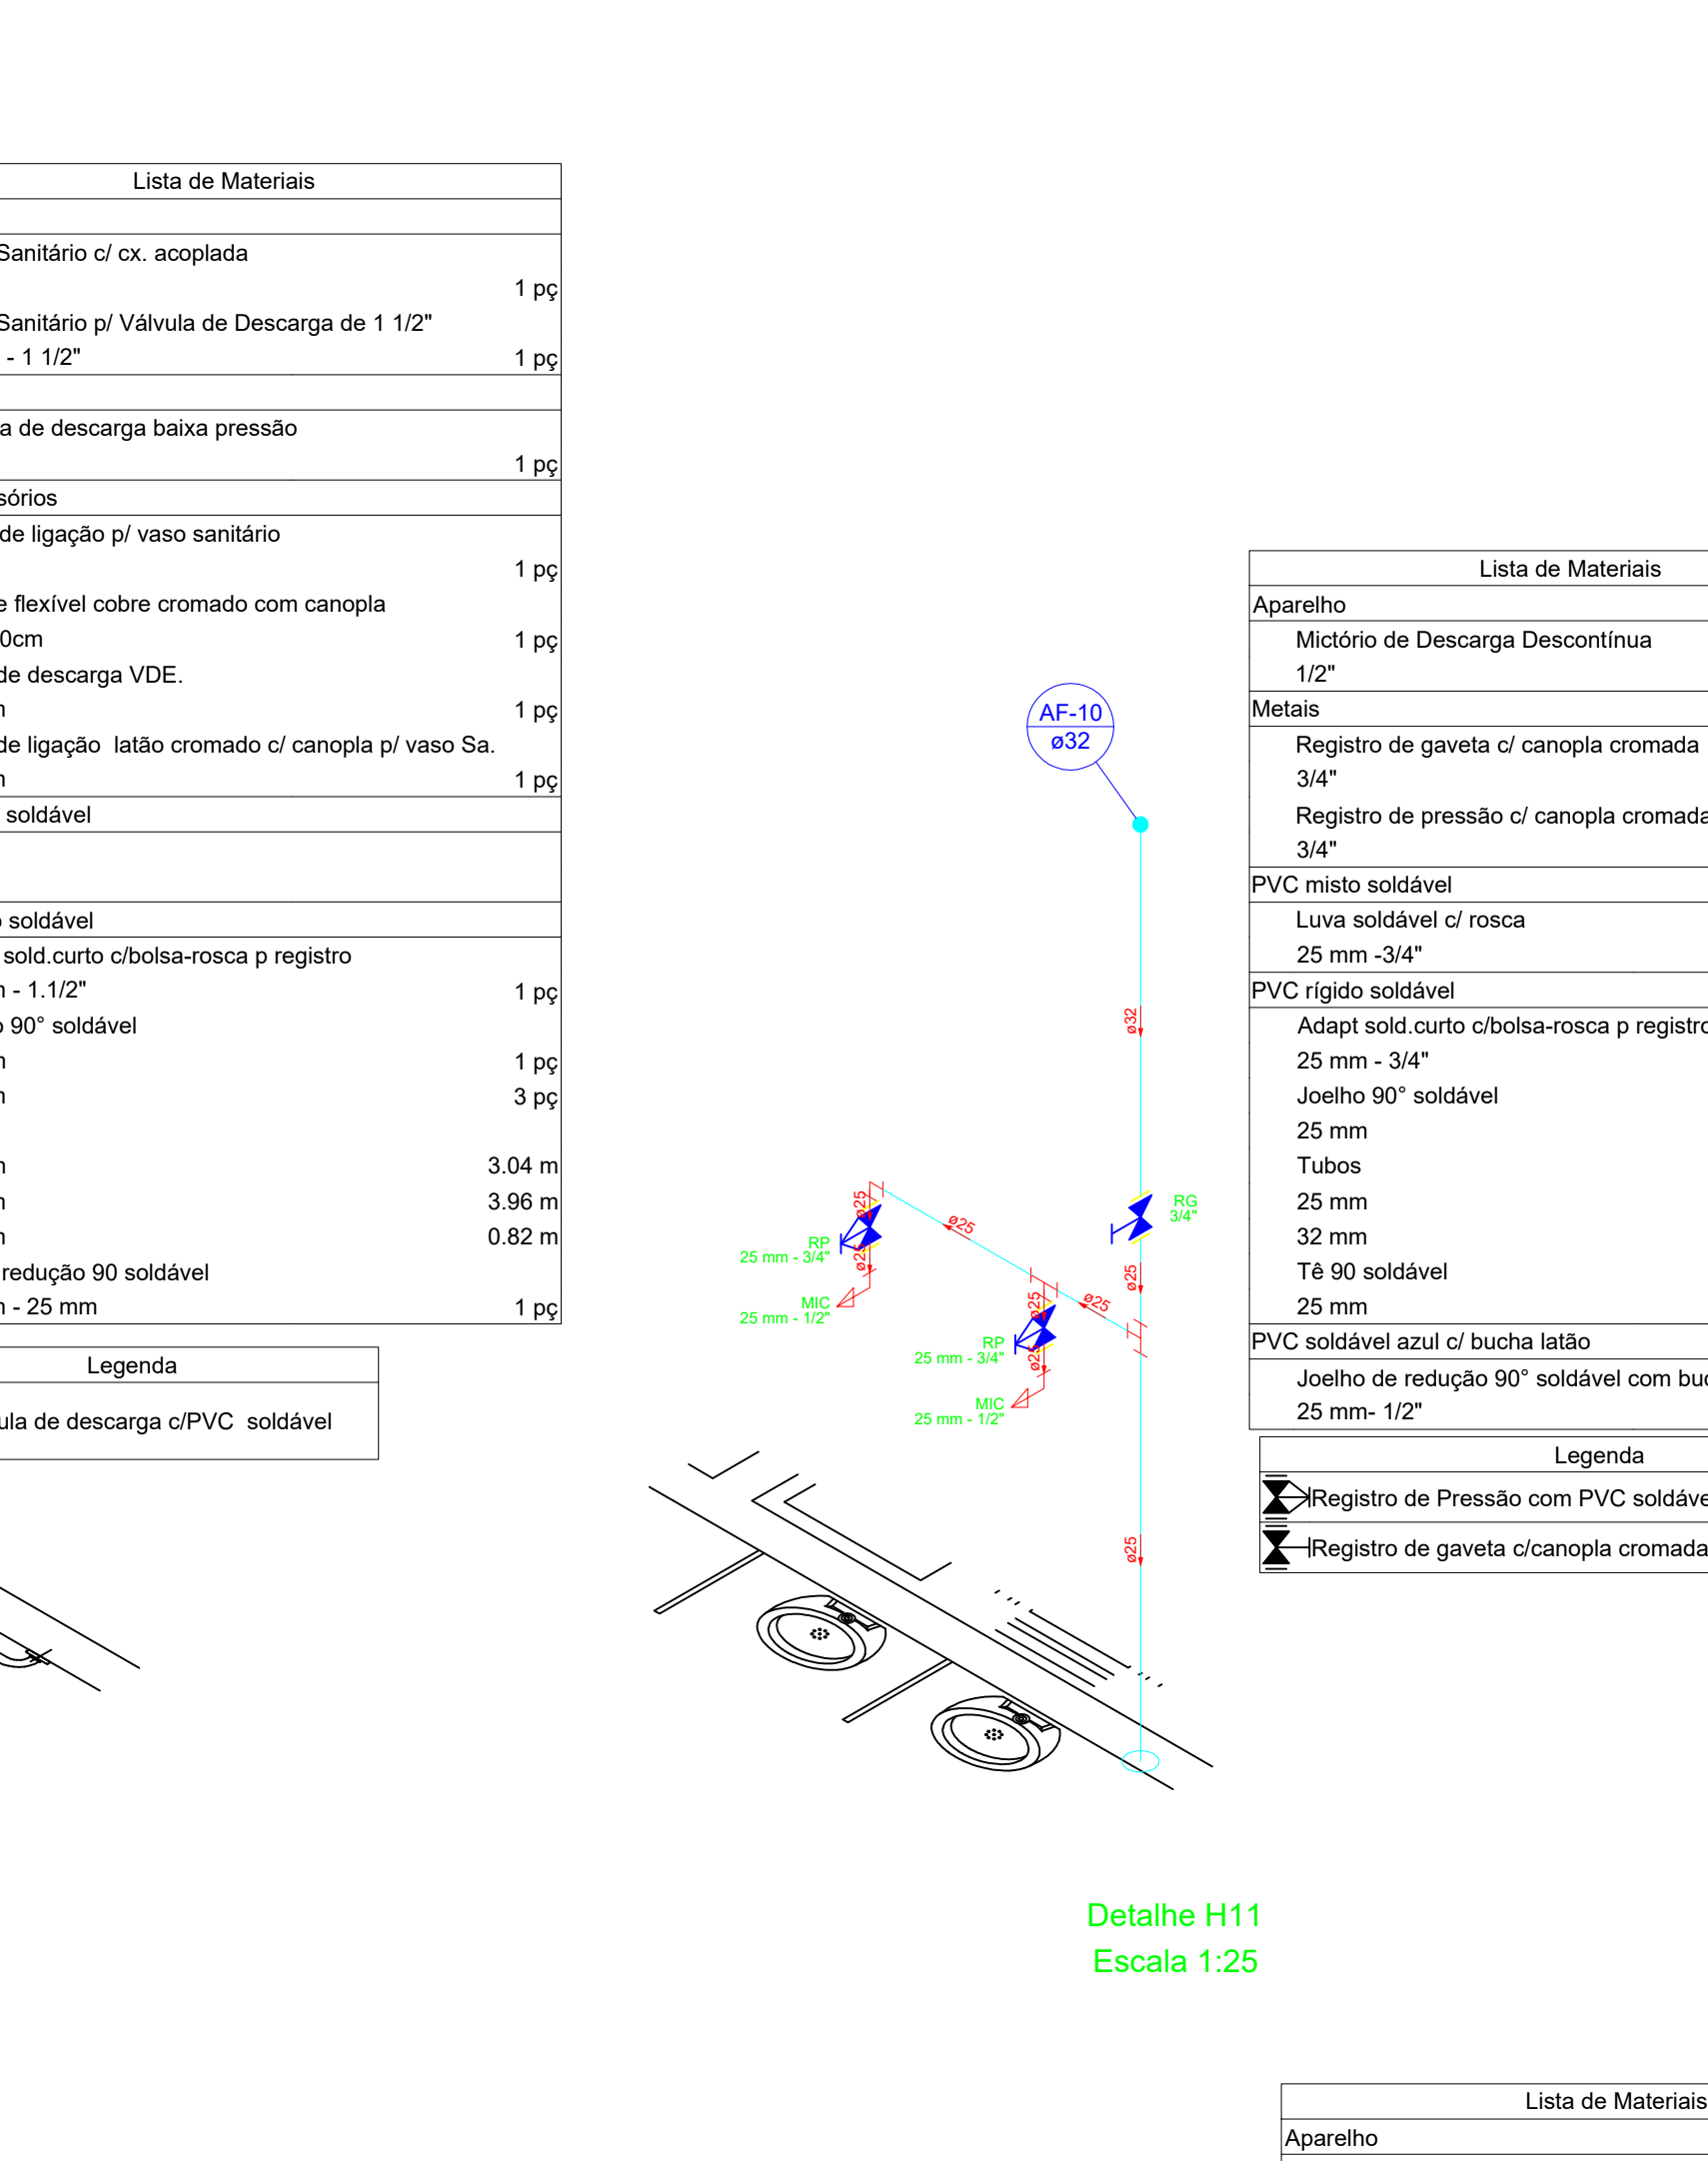 Lista de Materiais
Sanitário c/ cx. acoplada
1 pç
Sanitário p/ Válvula de Descarga de 1 1/2"
- 1 1/2"
1 pç
a de descarga baixa pressão
1 pç
sórios
de ligação p/ vaso sanitário
1 pç
e flexível cobre cromado com canopla
0cm
1 pç
de descarga VDE.
1 pç
de ligação latão cromado c/ canopla p/ vaso Sa.
1 pç
soldável
soldável
sold.curto c/bolsa-rosca p registro
- 1.1/2"
1 pç
90° soldável
1 pç
3 pç
3.04 m
3.96 m
0.82 m
redução 90 soldável
- 25 mm
1 pç
Legenda
ula de descarga c/PVC soldável
AF-10
ø32
ø32
RG
3/4"
ø25
ø25
ø25
RP
25 mm - 3/4"
ø25
MIC
25 mm - 1/2"
ø25
ø25
RP
25 mm - 3/4"
ø25
MIC
25 mm - 1/2"
ø25
Detalhe H11
Escala 1:25
Lista de Materiais
Aparelho
Mictório de Descarga Descontínua
1/2"
Metais
Registro de gaveta c/ canopla cromada
3/4"
Registro de pressão c/ canopla cromada
3/4"
PVC misto soldável
Luva soldável c/ rosca
25 mm -3/4"
PVC rígido soldável
Adapt sold.curto c/bolsa-rosca p registro
25 mm - 3/4"
Joelho 90° soldável
25 mm
Tubos
25 mm
32 mm
Tê 90 soldável
25 mm
PVC soldável azul c/ bucha latão
Joelho de redução 90° soldável com buc
25 mm- 1/2"
Legenda
Registro de Pressão com PVC soldáve
Registro de gaveta c/canopla cromada
Lista de Materiais
Aparelho